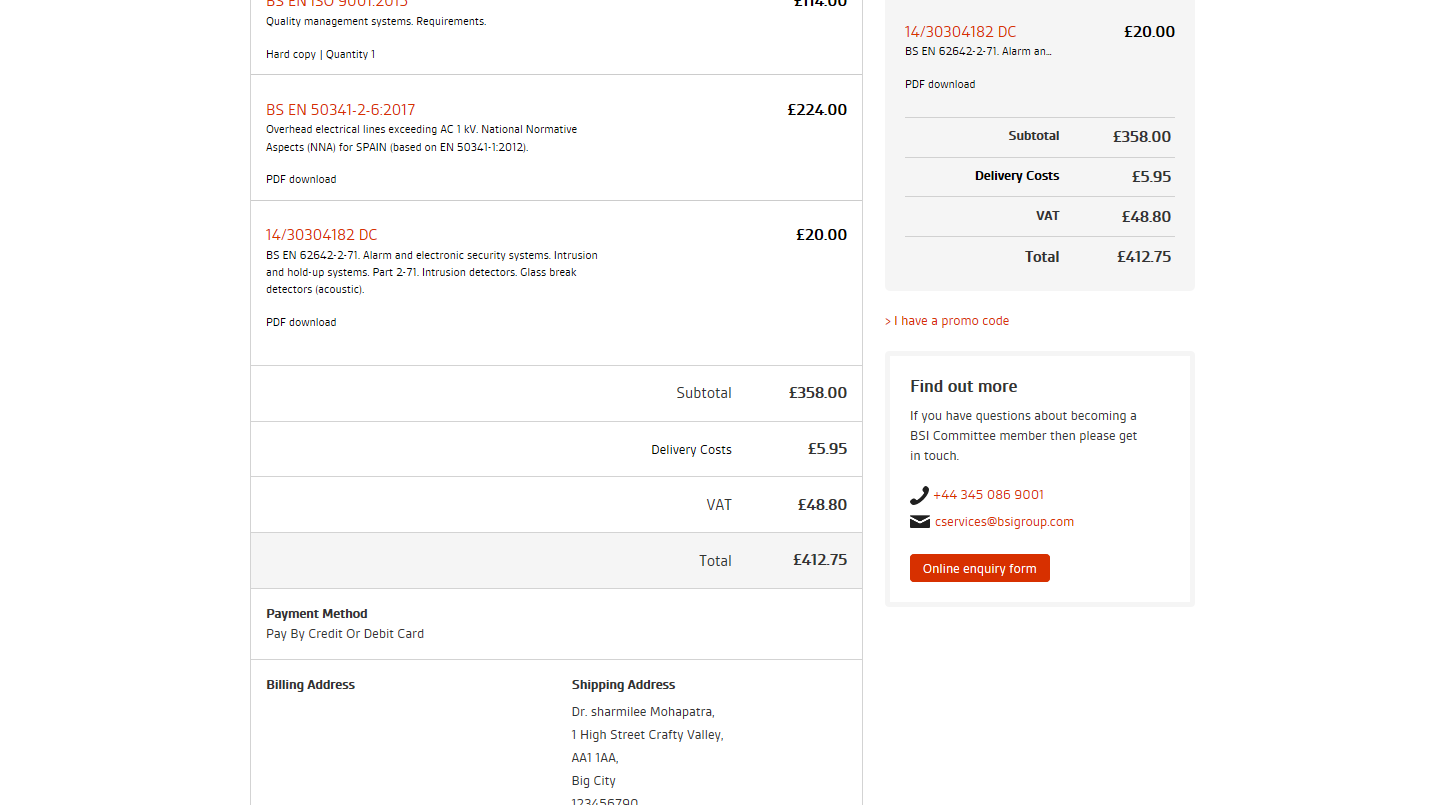 BS EN ISO 9001:2015
£114.00
Quality management systems. Requirements.
Hard copy | Quantity 1
BS EN 50341-2-6:2017
£224.00
Overhead electrical lines exceeding AC 1 kV. National Normative
Aspects (NNA) for SPAIN (based on EN 50341-1:2012).
PDF download
14/30304182 DC
£20.00
BS EN 62642-2-71. Alarm and electronic security systems. Intrusion
and hold-up systems. Part 2-71. Intrusion detectors. Glass break
detectors (acoustic).
PDF download
Subtotal £358.00
Delivery Costs £5.95
VAT £48.80
Total £412.75
Payment Method
Pay By Credit Or Debit Card
Billing Address
Shipping Address
Dr. sharmilee Mohapatra,
1 High Street Crafty Valley,
AA1 1AA,
Big City
123456790
14/30304182 DC
£20.00
BS EN 62642-2-71. Alarm an...
PDF download
Subtotal £358.00
Delivery Costs £5.95
VAT £48.80
Total £412.75
> I have a promo code
Find out more
If you have questions about becoming a
BSI Committee member then please get
in touch.
+44 345 086 9001
cservices@bsigroup.com
Online enquiry form